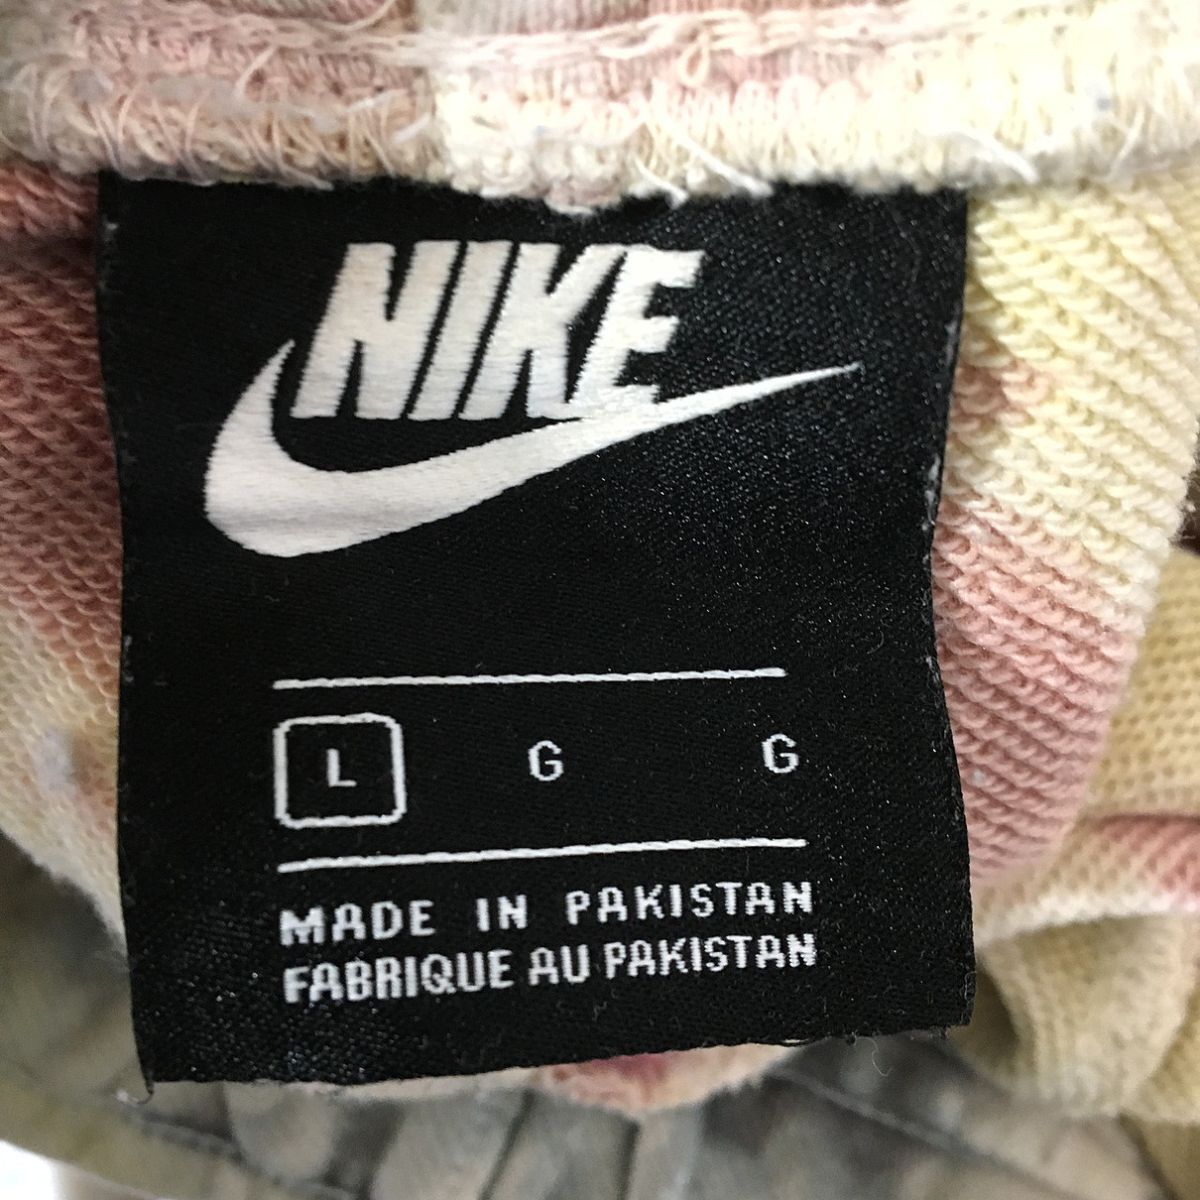 NIKE
L G G
MADE IN PAKISTAN
FABRIQUE AU PAKISTAN